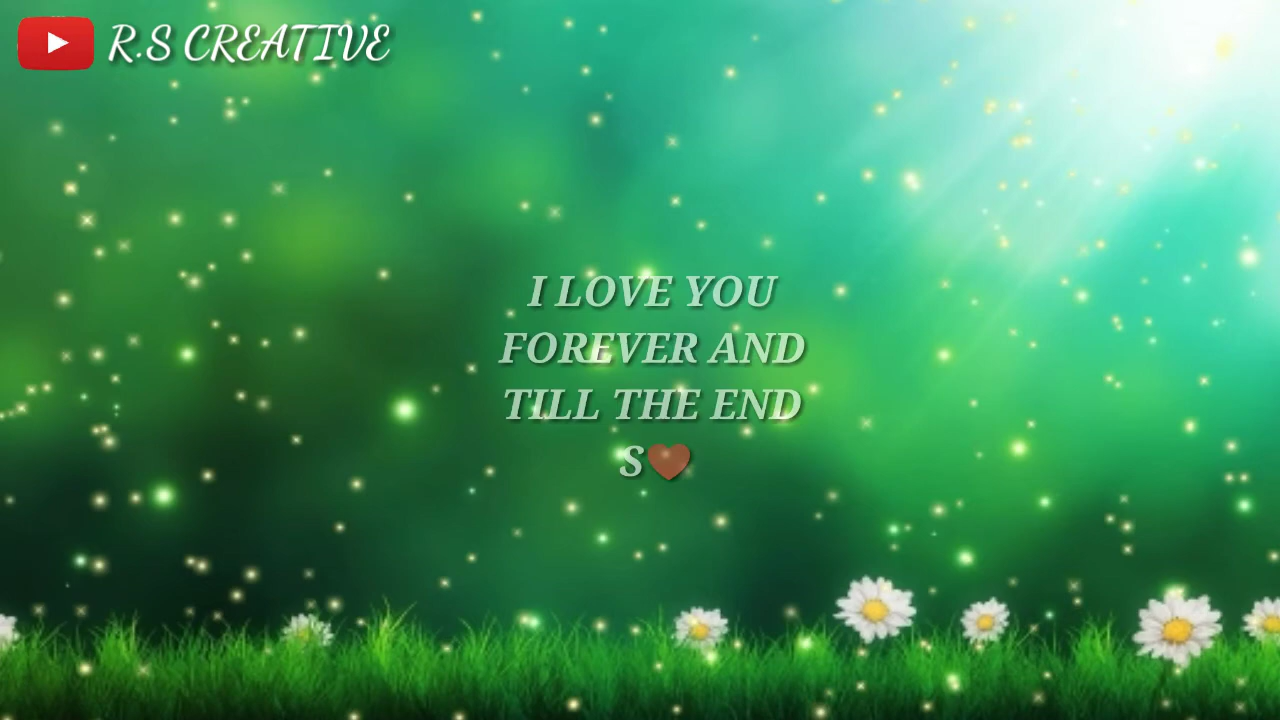 R.S CREATIVE
I LOVE YOU
FOREVER AND
TILL THE END
S❤